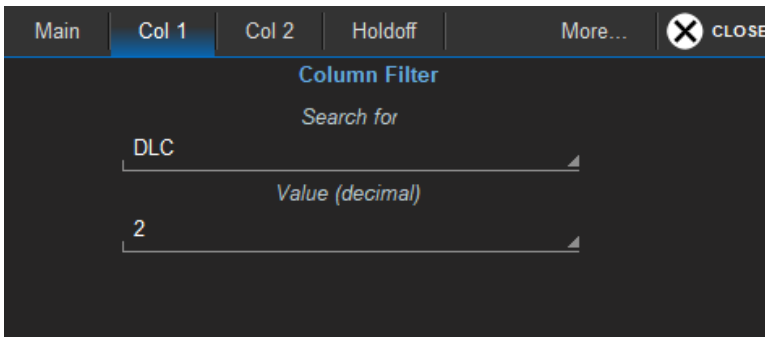 Main Col 1 Col 2 Holdoff More... CLOSE
Column Filter
Search for
DLC
Value (decimal)
2